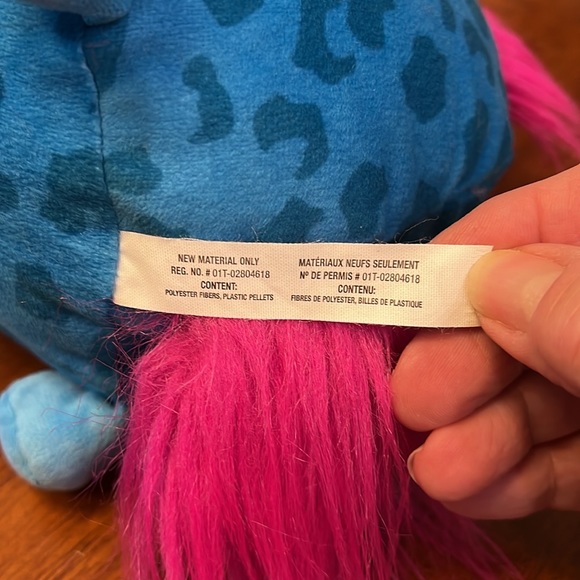 NEW MATERIAL ONLY
REG. NO. # 01T-02804618
CONTENT:
POLYESTER FIBERS, PLASTIC PELLETS
MATÉRIAUX NEUFS SEULEMENT
Nº DE PERMIS # 01T-02804618
CONTENU:
FIBRES DE POLYESTER, BILLES DE PLASTIQUE